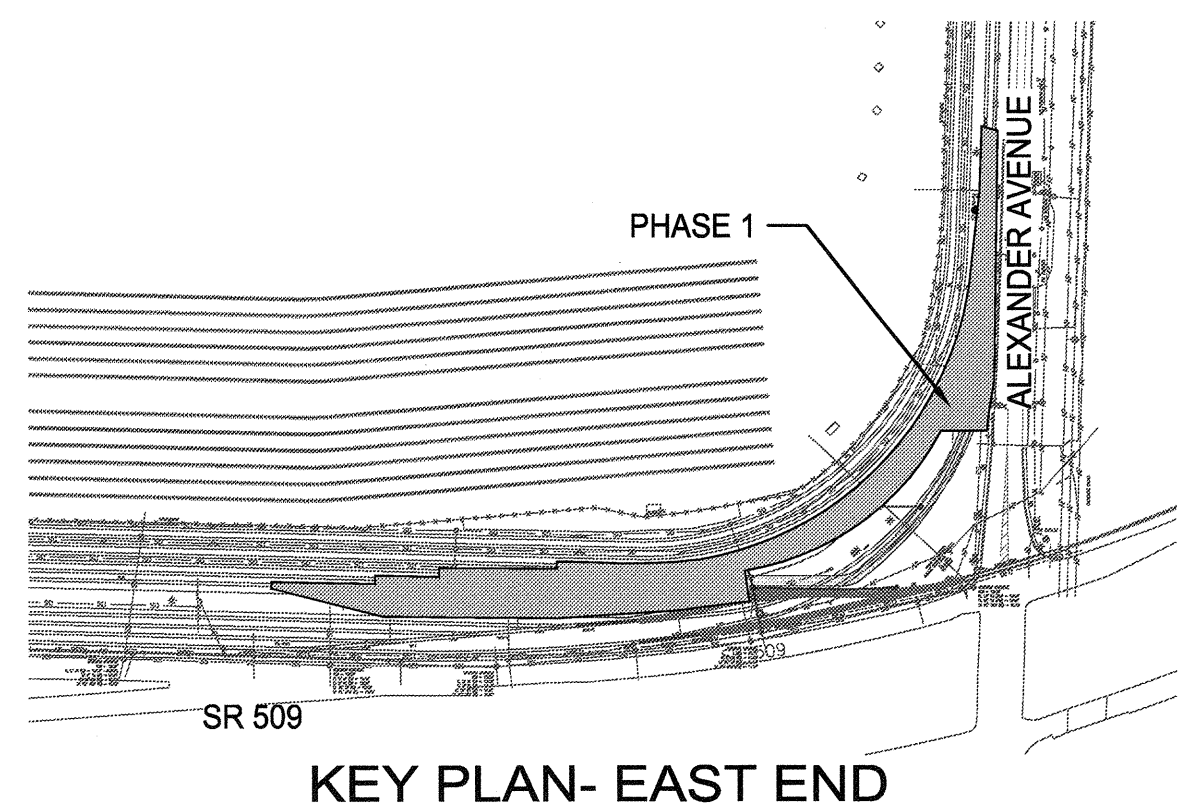 PHASE 1
ALEXANDER AVENUE
509
SR 509
KEY PLAN- EAST END